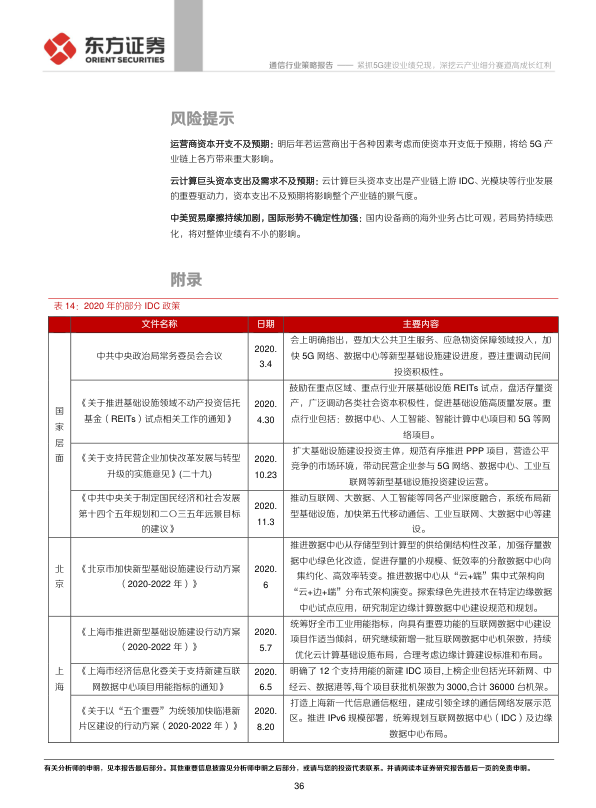 东方证券
ORIENT SECURITIES
通信行业策略报告 —— 紧抓5G建设业绩兑现，深挖云产业细分赛道高成长红利
风险提示
运营商资本开支不及预期：明后年若运营商出于各种因素考虑而使资本开支低于预期，将给 5G 产
业链上各方带来重大影响。
云计算巨头资本支出及需求不及预期：云计算巨头资本支出是产业链上游 IDC、光模块等行业发展
的重要驱动力，资本支出不及预期将影响整个产业链的景气度。
中美贸易摩擦持续加剧，国际形势不确定性加强：国内设备商的海外业务占比可观，若局势持续恶
化，将对整体业绩有不小的影响。
附录
表 14：2020 年的部分 IDC 政策
文件名称 日期 主要内容
国家层面
中共中央政治局常务委员会会议
2020.
3.4
会上明确指出，要加大公共卫生服务、应急物资保障领域投入，加
快 5G 网络、数据中心等新型基础设施建设进度，要注重调动民间
投资积极性。
《关于推进基础设施领域不动产投资信托
基金（REITs）试点相关工作的通知》
2020.
4.30
鼓励在重点区域、重点行业开展基础设施 REITs 试点，盘活存量资
产，广泛调动各类社会资本积极性，促进基础设施高质量发展。重
点行业包括：数据中心、人工智能、智能计算中心项目和 5G 等网
络项目。
《关于支持民营企业加快改革发展与转型
升级的实施意见》(二十九)
2020.
10.23
扩大基础设施建设投资主体，规范有序推进 PPP 项目，营造公平
竞争的市场环境，带动民营企业参与 5G 网络、数据中心、工业互
联网等新型基础设施投资建设运营。
《中共中央关于制定国民经济和社会发展
第十四个五年规划和二〇三五年远景目标
的建议》
2020.
11.3
推动互联网、大数据、人工智能等同各产业深度融合，系统布局新
型基础设施，加快第五代移动通信、工业互联网、大数据中心等建
设。
北京
《北京市加快新型基础设施建设行动方案
（2020-2022 年）》
2020.
6
推进数据中心从存储型到计算型的供给侧结构性改革，加强存量数
据中心绿色化改造，促进存量的小规模、低效率的分散数据中心向
集约化、高效率转变。推进数据中心从“云+端”集中式架构向
“云+边+端”分布式架构演变。探索绿色先进技术在特定边缘数据
中心试点应用，研究制定边缘计算数据中心建设规范和规划。
上海
《上海市推进新型基础设施建设行动方案
（2020-2022 年）》
2020.
5.7
统筹好全市工业用能指标，向具有重要功能的互联网数据中心建设
项目作适当倾斜，研究继续新增一批互联网数据中心机架数，持续
优化云计算基础设施布局，合理考虑边缘计算建设标准和布局。
《上海市经济信息化委关于支持新建互联
网数据中心项目用能指标的通知》
2020.
6.5
明确了 12 个支持用能的新建 IDC 项目,上榜企业包括光环新网、中
经云、数据港等,每个项目获批机架数为 3000,合计 36000 台机架。
《关于以“五个重要”为统领加快临港新
片区建设的行动方案（2020-2022 年）》
2020.
8.20
打造上海新一代信息通信枢纽，建成引领全球的通信网络发展示范
区。推进 IPv6 规模部署，统筹规划互联网数据中心（IDC）及边缘
数据中心布局。
有关分析师的申明，见本报告最后部分。其他重要信息披露见分析师申明之后部分，或请与您的投资代表联系。并请阅读本证券研究报告最后一页的免责申明。
36